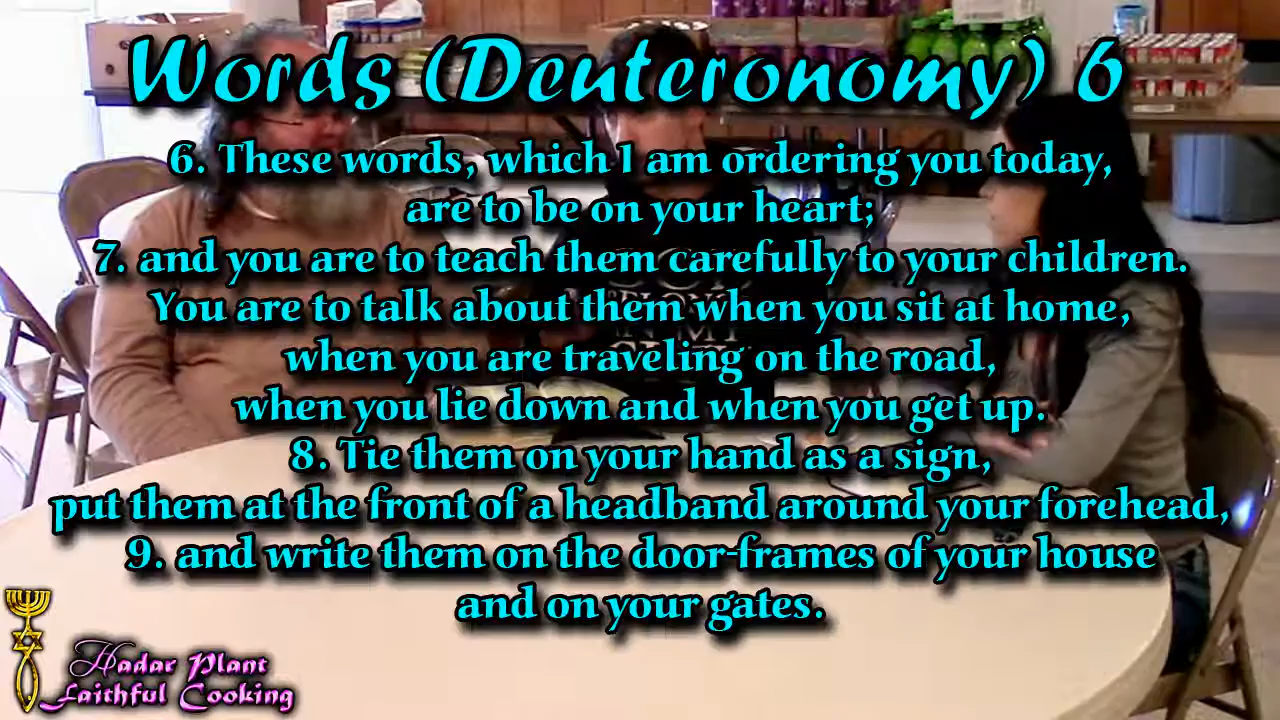 Words (Deuteronomy) 6
6. These words, which I am ordering you today,
are to be on your heart;
7. and you are to teach them carefully to your children.
You are to talk about them when you sit at home,
when you are traveling on the road,
when you lie down and when you get up.
8. Tie them on your hand as a sign,
put them at the front of a headband around your forehead,
9. and write them on the door-frames of your house
and on your gates.
Hadar Plant
Faithful Cooking